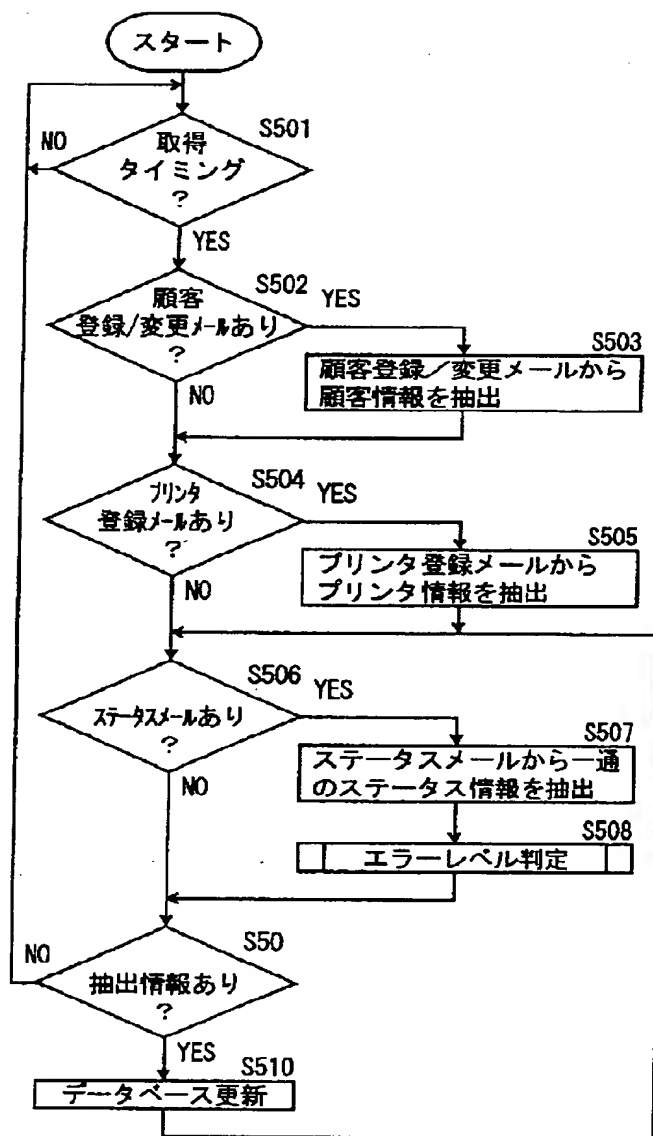 スタート
S501
NO
取得
タイミング
?
YES
S502
顧客
登録/変更メールあり
?
YES
NO
S503
顧客登録/変更メールから
顧客情報を抽出
S504
プリンタ
登録メールあり
?
YES
NO
S505
プリンタ登録メールから
プリンタ情報を抽出
S506
ステータスメールあり
?
YES
NO
S507
ステータスメールから一通
のステータス情報を抽出
S508
エラーレベル判定
S50
NO
抽出情報あり
?
YES
S510
データベース更新